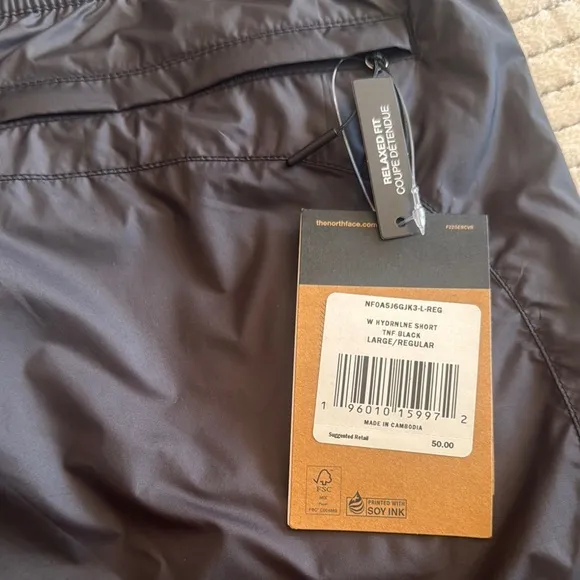 RELAXED FIT
COUPE DÉTENDUE
thenorthface.com
NF0A5J6GJK3-L-REG
W HYDRNLNE SHORT
TNF BLACK
LARGE/REGULAR
1 96010 15997 2
MADE IN CAMBODIA
Suggested Retail 50.00
FSC
MIX
PRINTED WITH
SOY INK